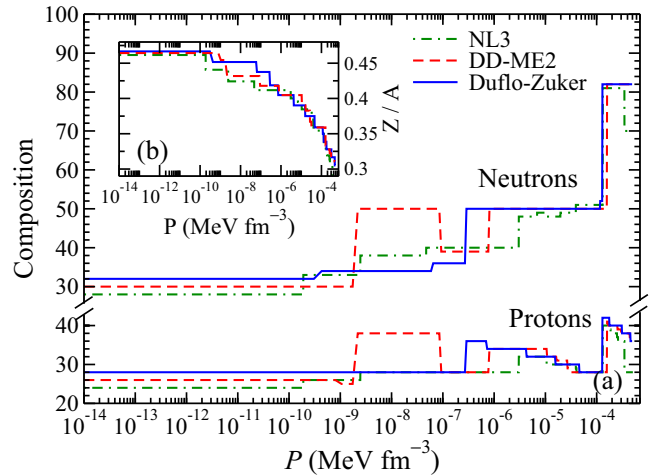 100
90
80
70
60
50
40
30
40
30
20
Composition
10⁻¹⁴ 10⁻¹³ 10⁻¹² 10⁻¹¹ 10⁻¹⁰ 10⁻⁹ 10⁻⁸ 10⁻⁷ 10⁻⁶ 10⁻⁵ 10⁻⁴
P (MeV fm⁻³)
NL3
DD-ME2
Duflo-Zuker
Neutrons
Protons
(a)
(b)
0.45
0.4
0.35
0.3
Z / A
10⁻¹⁴ 10⁻¹² 10⁻¹⁰ 10⁻⁸ 10⁻⁶ 10⁻⁴
P (MeV fm⁻³)